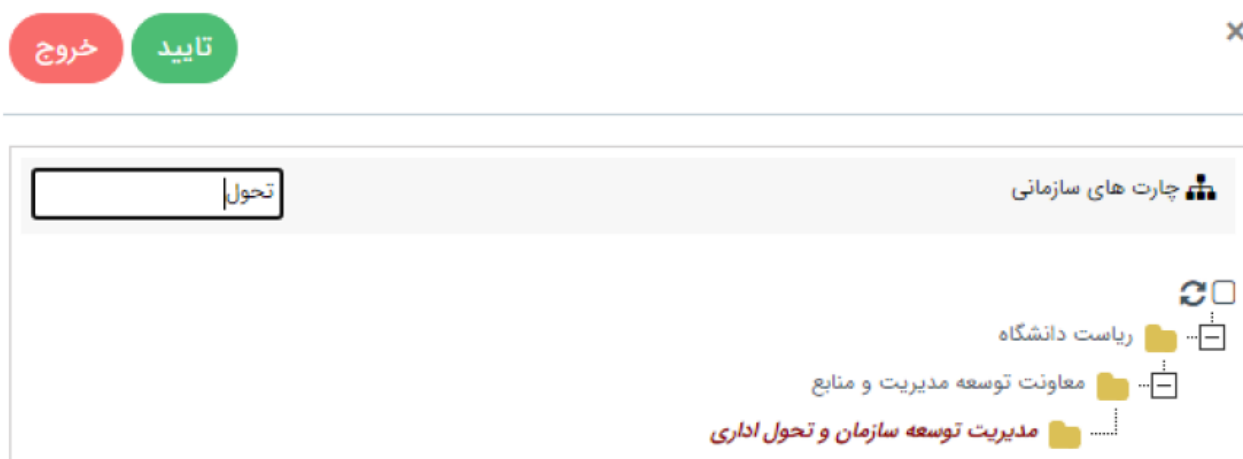 تایید خروج
چارت های سازمانی تحول
ریاست دانشگاه
معاونت توسعه مدیریت و منابع
مدیریت توسعه سازمان و تحول اداری